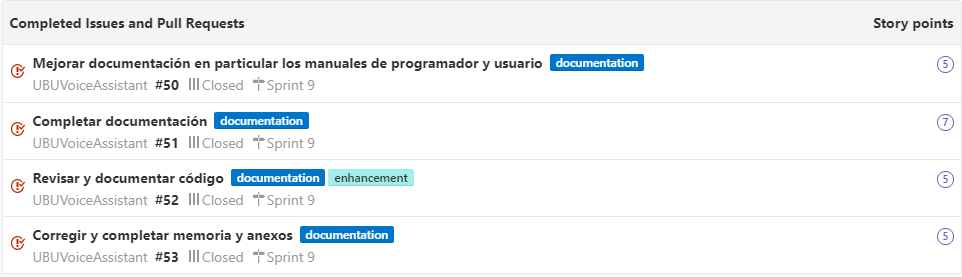 Completed Issues and Pull Requests Story points
Mejorar documentación en particular los manuales de programador y usuario documentation 5
UBUVoiceAssistant #50 Closed Sprint 9
Completar documentación documentation 7
UBUVoiceAssistant #51 Closed Sprint 9
Revisar y documentar código documentation enhancement 5
UBUVoiceAssistant #52 Closed Sprint 9
Corregir y completar memoria y anexos documentation 5
UBUVoiceAssistant #53 Closed Sprint 9